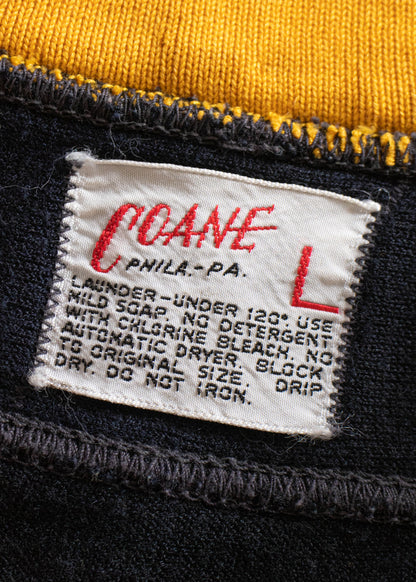 COANE
PHILA.-PA.
L
LAUNDER-UNDER 120°. USE
MILD SOAP. NO DETERGENT
WITH CHLORINE BLEACH. NO
AUTOMATIC DRYER. BLOCK
TO ORIGINAL SIZE. DRIP
DRY. DO NOT IRON.